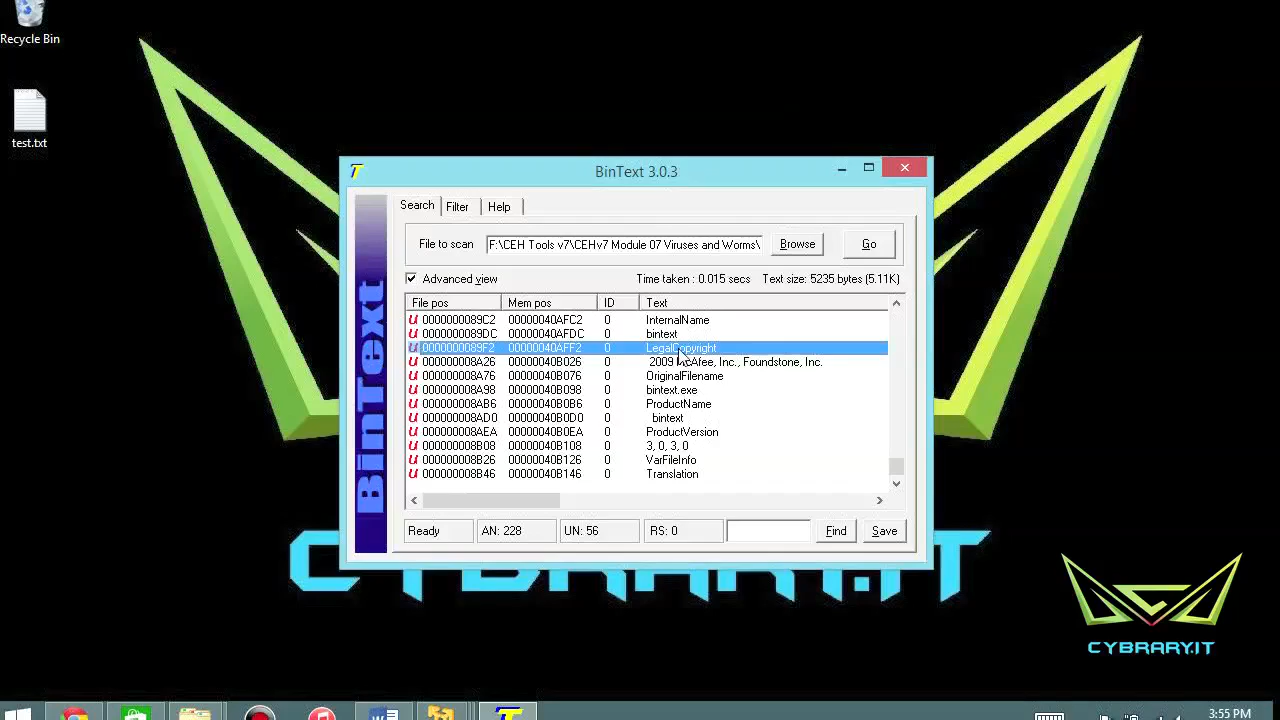 Recycle Bin
test.txt
BinText 3.0.3
BinText
Search Filter Help
File to scan F:\CEH Tools v7\CEHv7 Module 07 Viruses and Worms\ Browse Go
Advanced view Time taken : 0.015 secs Text size: 5235 bytes (5.11K)
File pos Mem pos ID Text
U 0000000089C2 00000040AFC2 0 InternalName
U 0000000089DC 00000040AFDC 0 bintext
U 0000000089F2 00000040AFF2 0 LegalCopyright
U 000000008A26 00000040B026 0 2009 McAfee, Inc., Foundstone, Inc.
U 000000008A76 00000040B076 0 OriginalFilename
U 000000008A98 00000040B098 0 bintext.exe
U 000000008AB6 00000040B0B6 0 ProductName
U 000000008AD0 00000040B0D0 0 bintext
U 000000008AEA 00000040B0EA 0 ProductVersion
U 000000008B08 00000040B108 0 3, 0, 3, 0
U 000000008B26 00000040B126 0 VarFileInfo
U 000000008B46 00000040B146 0 Translation
Ready AN: 228 UN: 56 RS: 0 Find Save
CYBRARY.IT
CYBRARY.IT
3:55 PM